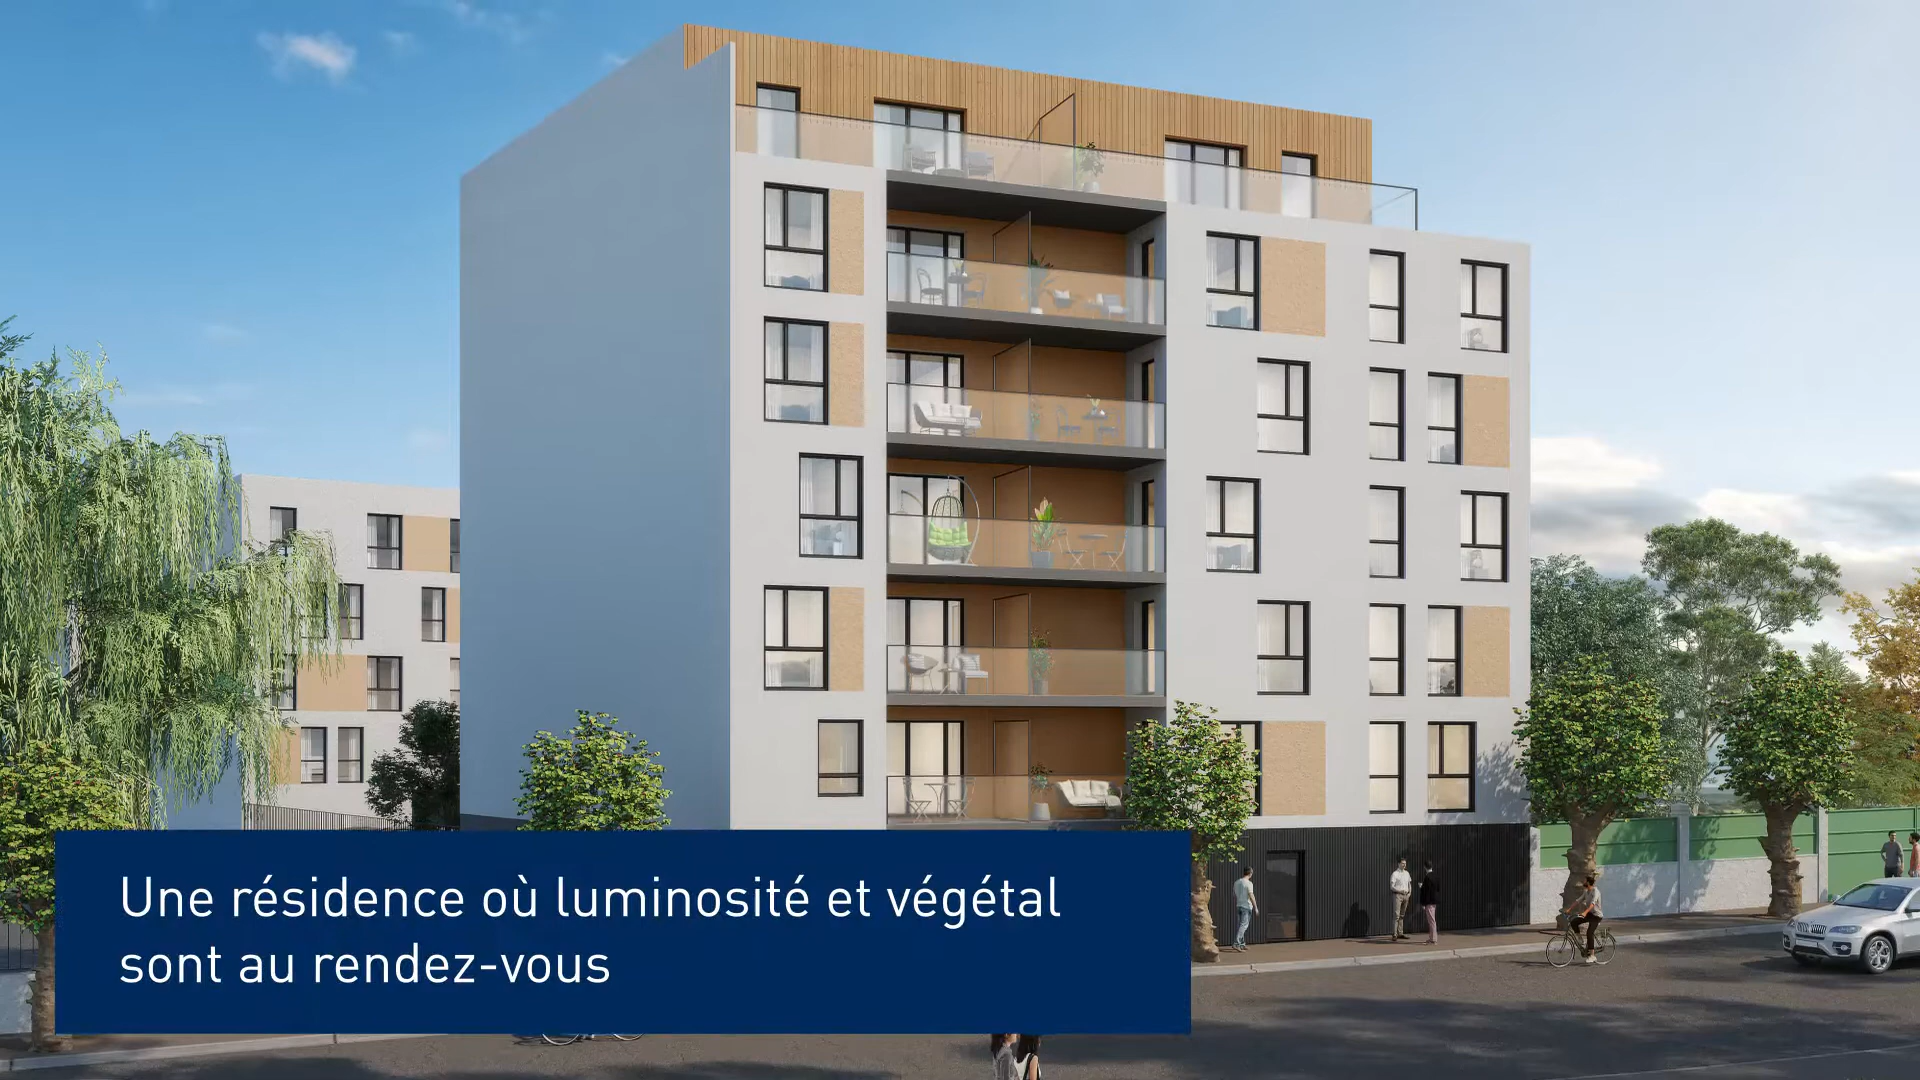 Une résidence où luminosité et végétal
sont au rendez-vous